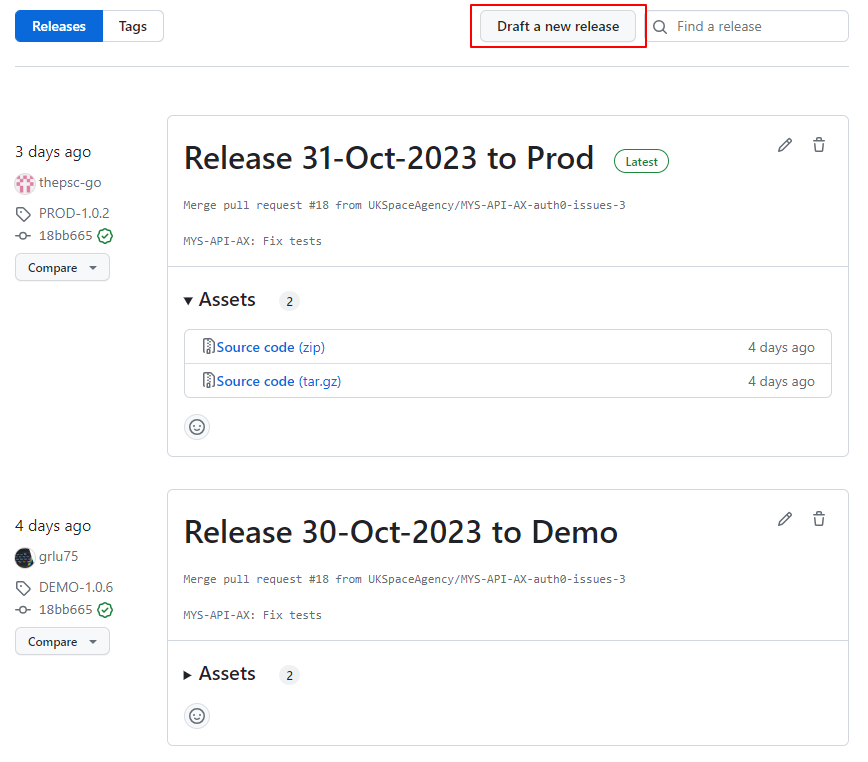 Releases Tags Draft a new release Find a release
3 days ago
thepsc-go
PROD-1.0.2
18bb665
Compare
Release 31-Oct-2023 to Prod Latest
Merge pull request #18 from UKSpaceAgency/MYS-API-AX-auth0-issues-3
MYS-API-AX: Fix tests
Assets 2
Source code (zip) 4 days ago
Source code (tar.gz) 4 days ago
4 days ago
grlu75
DEMO-1.0.6
18bb665
Compare
Release 30-Oct-2023 to Demo
Merge pull request #18 from UKSpaceAgency/MYS-API-AX-auth0-issues-3
MYS-API-AX: Fix tests
Assets 2